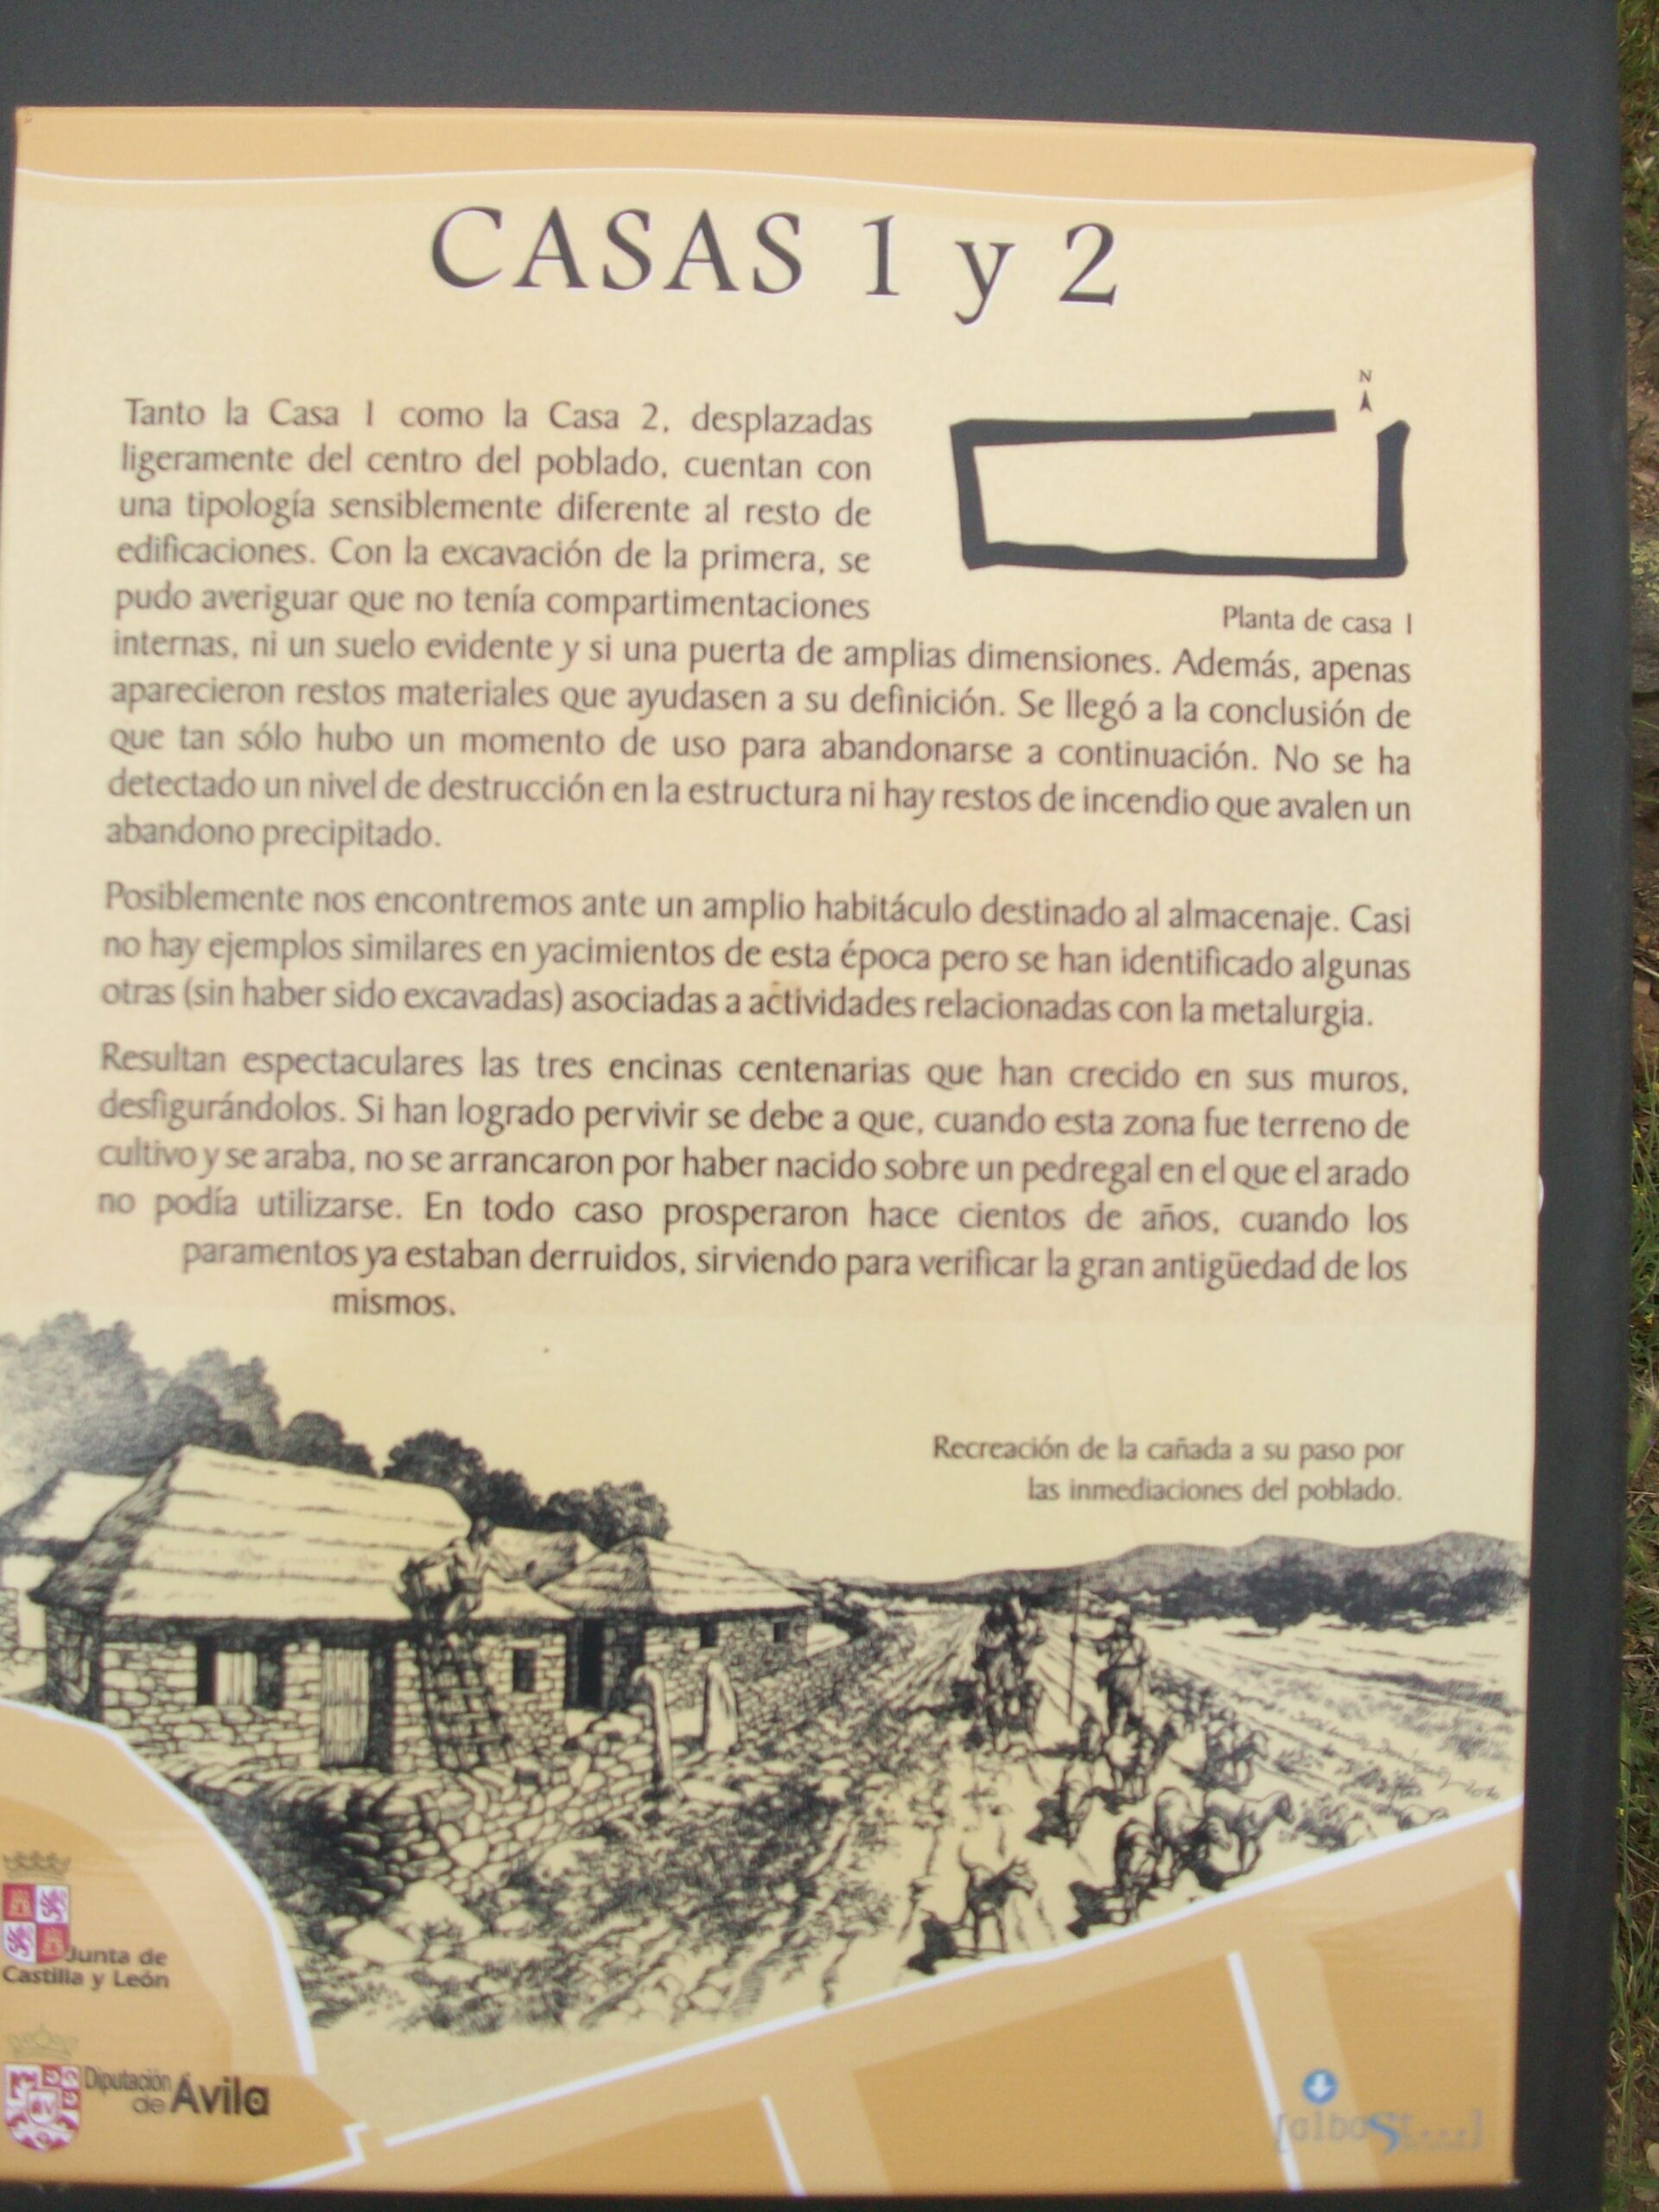 CASAS 1 y 2
N
Tanto la Casa 1 como la Casa 2, desplazadas
ligeramente del centro del poblado, cuentan con
una tipología sensiblemente diferente al resto de
edificaciones. Con la excavación de la primera, se
pudo averiguar que no tenía compartimentaciones
Planta de casa 1
internas, ni un suelo evidente y si una puerta de amplias dimensiones. Además, apenas
aparecieron restos materiales que ayudasen a su definición. Se llegó a la conclusión de
que tan sólo hubo un momento de uso para abandonarse a continuación. No se ha
detectado un nivel de destrucción en la estructura ni hay restos de incendio que avalen un
abandono precipitado.
Posiblemente nos encontremos ante un amplio habitáculo destinado al almacenaje. Casi
no hay ejemplos similares en yacimientos de esta época pero se han identificado algunas
otras (sin haber sido excavadas) asociadas a actividades relacionadas con la metalurgia.
Resultan espectaculares las tres encinas centenarias que han crecido en sus muros,
desfigurándolos. Si han logrado pervivir se debe a que, cuando esta zona fue terreno de
cultivo y se araba, no se arrancaron por haber nacido sobre un pedregal en el que el arado
no podía utilizarse. En todo caso prosperaron hace cientos de años, cuando los
paramentos ya estaban derruidos, sirviendo para verificar la gran antigüedad de los
mismos.
Recreación de la cañada a su paso por
las inmediaciones del poblado.
Junta de
Castilla y León
Diputación
de Ávila